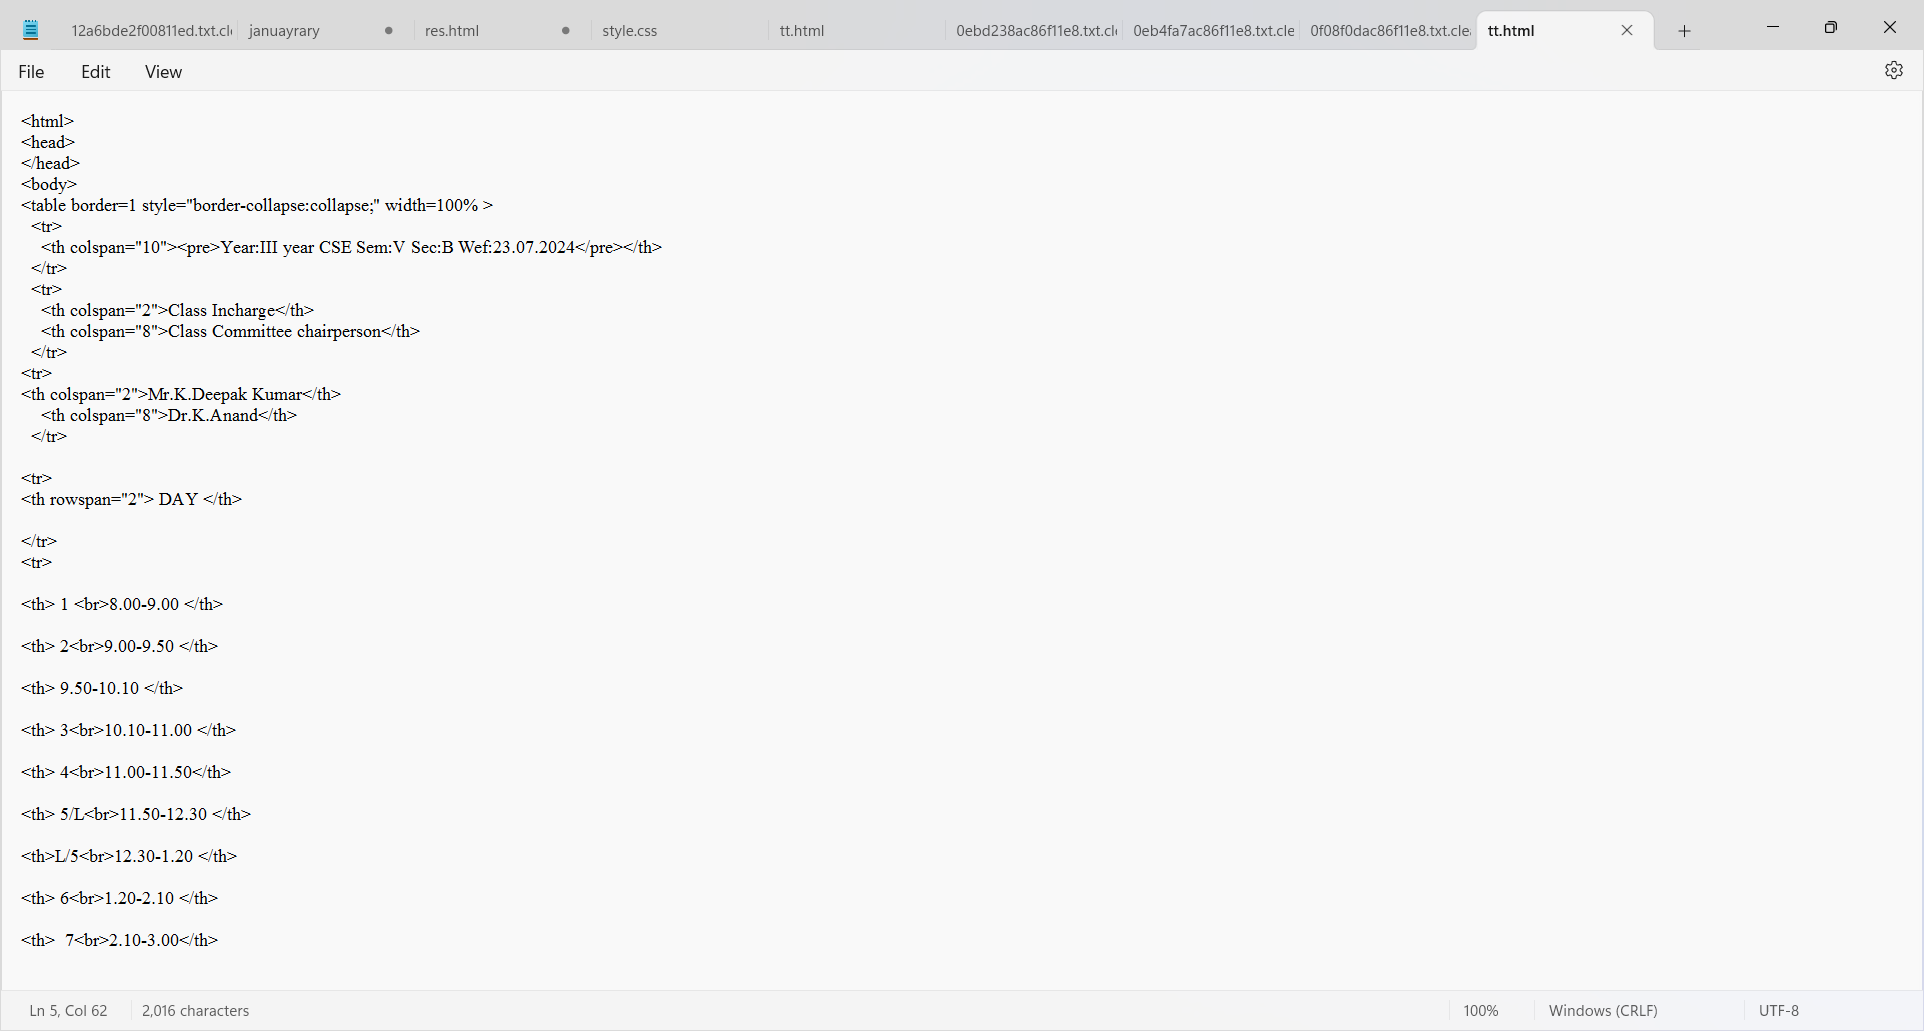 12a6bde2f00811ed.txt.cl januayrary res.html style.css tt.html 0ebd238ac86f11e8.txt.cl 0eb4fa7ac86f11e8.txt.cle 0f08f0dac86f11e8.txt.cle tt.html
File Edit View
<html>
<head>
</head>
<body>
<table border=1 style="border-collapse:collapse;" width=100% >
<tr>
<th colspan="10"><pre>Year:III year CSE Sem:V Sec:B Wef:23.07.2024</pre></th>
</tr>
<tr>
<th colspan="2">Class Incharge</th>
<th colspan="8">Class Committee chairperson</th>
</tr>
<tr>
<th colspan="2">Mr.K.Deepak Kumar</th>
<th colspan="8">Dr.K.Anand</th>
</tr>
<tr>
<th rowspan="2"> DAY </th>
</tr>
<tr>
<th> 1 <br>8.00-9.00 </th>
<th> 2<br>9.00-9.50 </th>
<th> 9.50-10.10 </th>
<th> 3<br>10.10-11.00 </th>
<th> 4<br>11.00-11.50</th>
<th> 5/L<br>11.50-12.30 </th>
<th>L/5<br>12.30-1.20 </th>
<th> 6<br>1.20-2.10 </th>
<th>  7<br>2.10-3.00</th>
Ln 5, Col 62 2,016 characters 100% Windows (CRLF) UTF-8